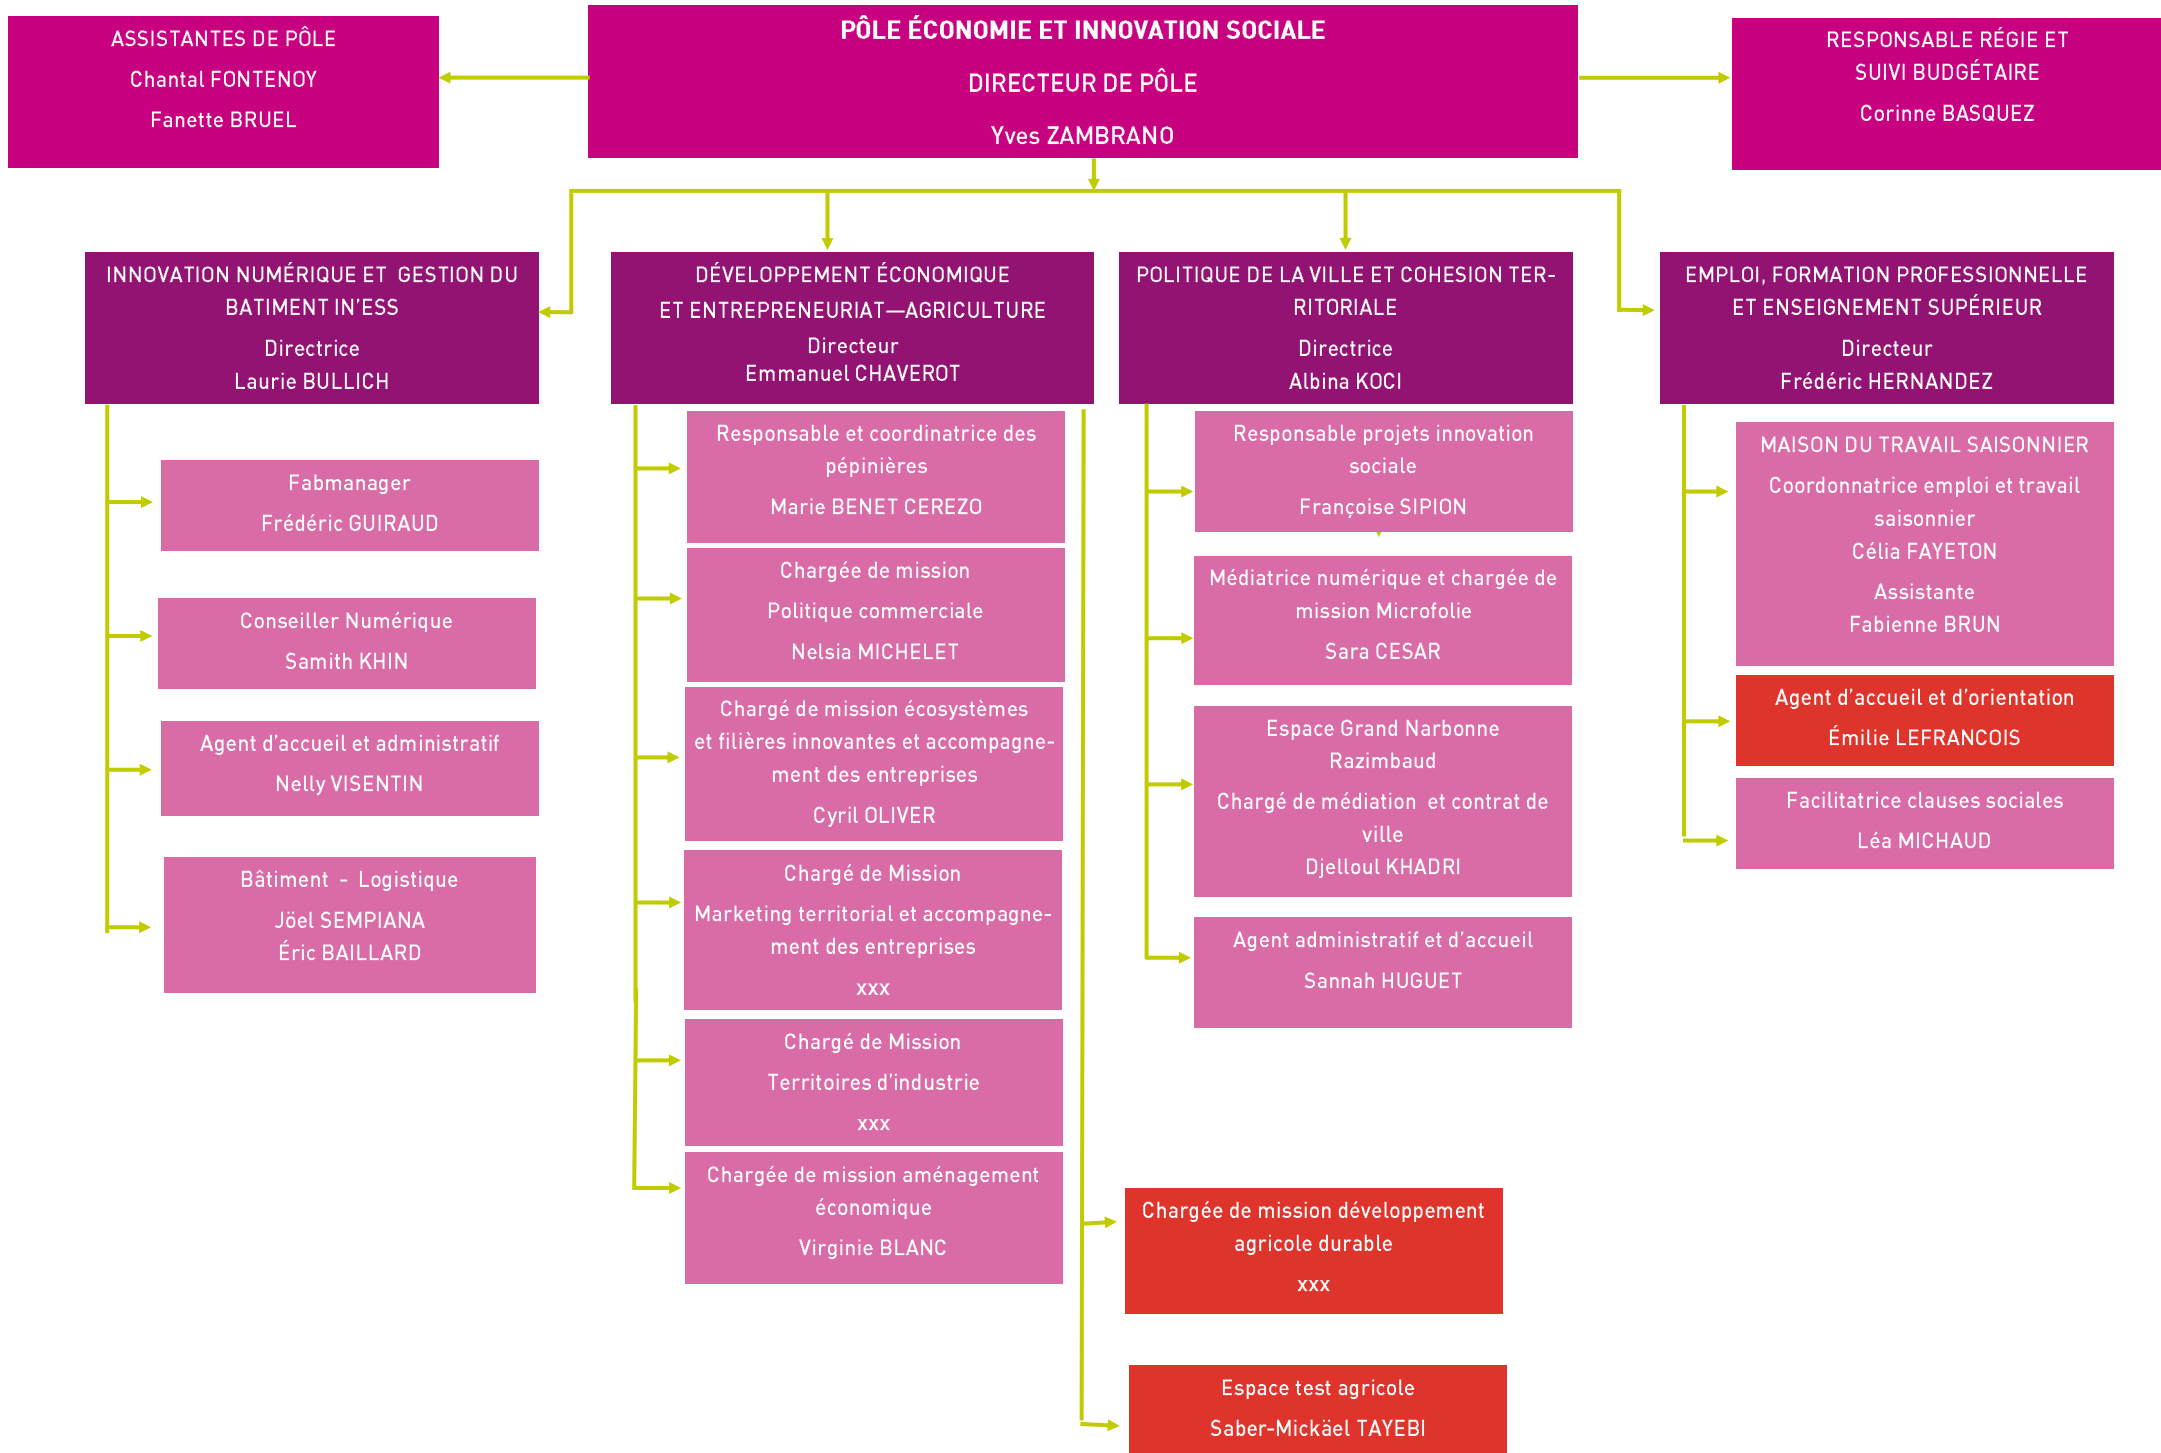 ASSISTANTES DE PÔLE
Chantal FONTENOY
Fanette BRUEL
PÔLE ÉCONOMIE ET INNOVATION SOCIALE
DIRECTEUR DE PÔLE
Yves ZAMBRANO
RESPONSABLE RÉGIE ET
SUIVI BUDGÉTAIRE
Corinne BASQUEZ
INNOVATION NUMÉRIQUE ET  GESTION DU
BATIMENT IN’ESS
Directrice
Laurie BULLICH
Fabmanager
Frédéric GUIRAUD
Conseiller Numérique
Samith KHIN
Agent d’accueil et administratif
Nelly VISENTIN
Bâtiment  -  Logistique
Jöel SEMPIANA
Éric BAILLARD
DÉVELOPPEMENT ÉCONOMIQUE
ET ENTREPRENEURIAT—AGRICULTURE
Directeur
Emmanuel CHAVEROT
Responsable et coordinatrice des
pépinières
Marie BENET CEREZO
Chargée de mission
Politique commerciale
Nelsia MICHELET
Chargé de mission écosystèmes
et filières innovantes et accompagne-
ment des entreprises
Cyril OLIVER
Chargé de Mission
Marketing territorial et accompagne-
ment des entreprises
xxx
Chargé de Mission
Territoires d’industrie
xxx
Chargée de mission aménagement
économique
Virginie BLANC
Chargée de mission développement
agricole durable
xxx
Espace test agricole
Saber-Mickäel TAYEBI
POLITIQUE DE LA VILLE ET COHESION TER-
RITORIALE
Directrice
Albina KOCI
Responsable projets innovation
sociale
Françoise SIPION
Médiatrice numérique et chargée de
mission Microfolie
Sara CESAR
Espace Grand Narbonne
Razimbaud
Chargé de médiation  et contrat de
ville
Djelloul KHADRI
Agent administratif et d’accueil
Sannah HUGUET
EMPLOI, FORMATION PROFESSIONNELLE
ET ENSEIGNEMENT SUPÉRIEUR
Directeur
Frédéric HERNANDEZ
MAISON DU TRAVAIL SAISONNIER
Coordonnatrice emploi et travail
saisonnier
Célia FAYETON
Assistante
Fabienne BRUN
Agent d’accueil et d’orientation
Émilie LEFRANCOIS
Facilitatrice clauses sociales
Léa MICHAUD